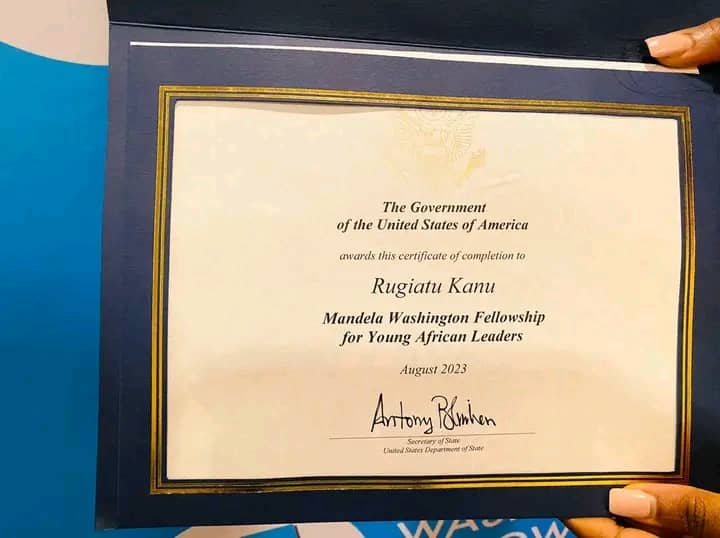 The Government
of the United States of America
awards this certificate of completion to
Rugiatu Kanu
Mandela Washington Fellowship
for Young African Leaders
August 2023
Antony Blinken
Secretary of State
United States Department of State